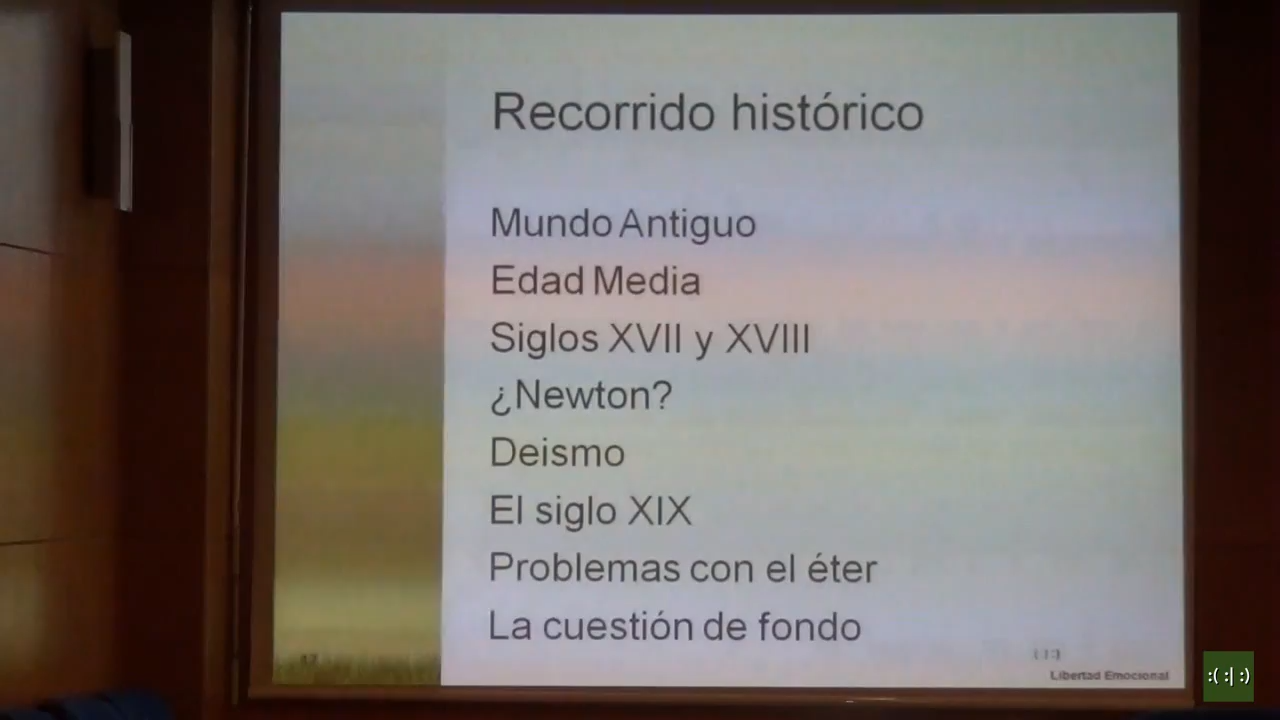 Recorrido histórico
Mundo Antiguo
Edad Media
Siglos XVII y XVIII
¿Newton?
Deismo
El siglo XIX
Problemas con el éter
La cuestión de fondo
Libertad Emocional
:( :| :)